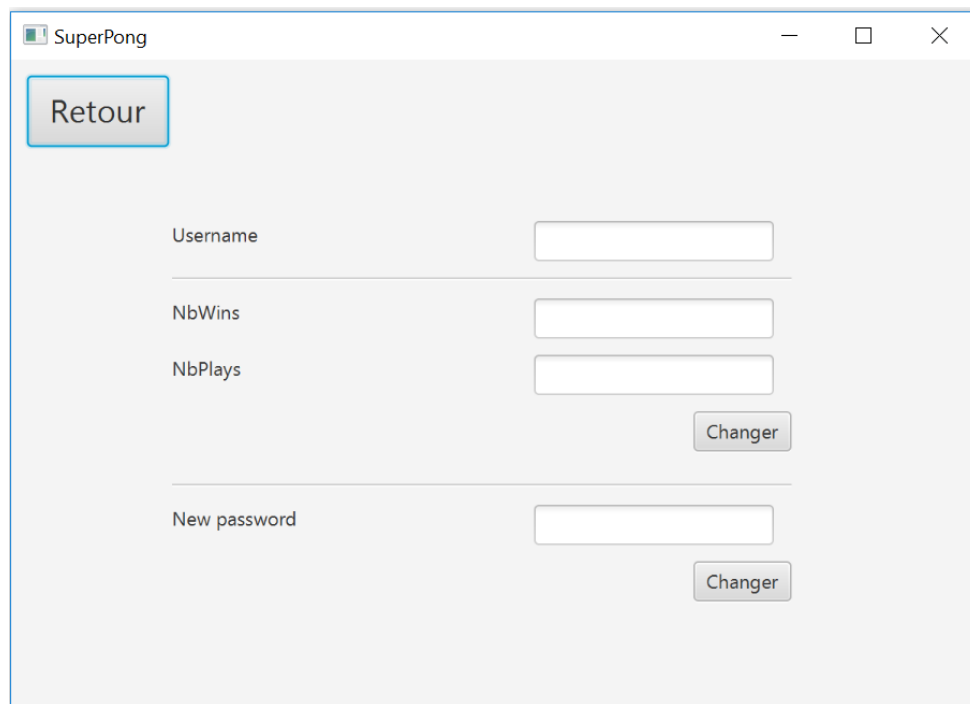 SuperPong
Retour
Username
NbWins
NbPlays
Changer
New password
Changer